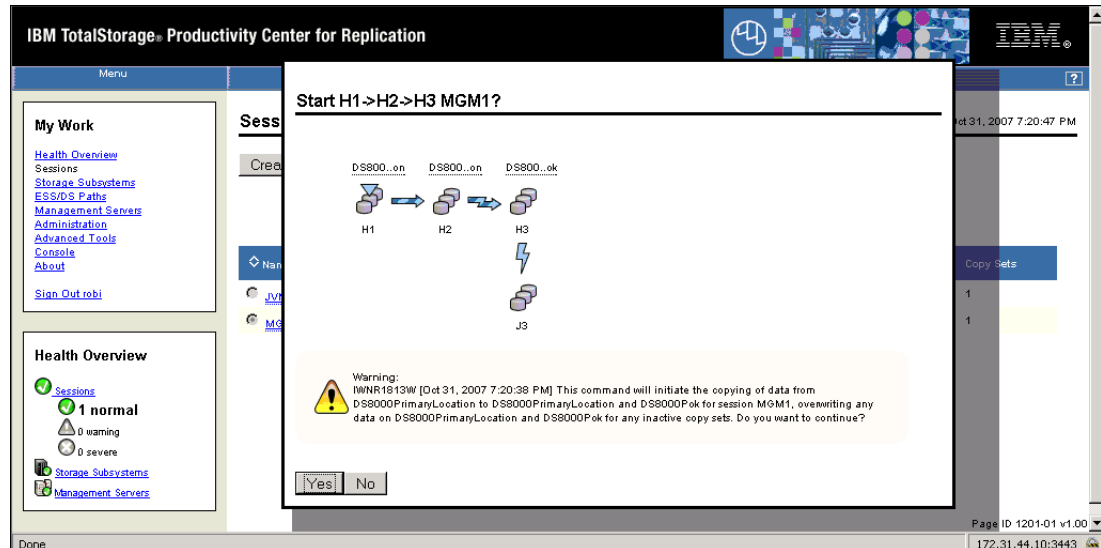 IBM TotalStorage® Productivity Center for Replication
IBM®
Menu
?
My Work
Health Overview
Sessions
Storage Subsystems
ESS/DS Paths
Management Servers
Administration
Advanced Tools
Console
About
Sign Out robi
Health Overview
Sessions
1 normal
0 warning
0 severe
Storage Subsystems
Management Servers
Sess
Oct 31, 2007 7:20:47 PM
Crea
Nan
Copy Sets
JVN
1
MG
1
Start H1->H2->H3 MGM1?
DS800..on DS800..on DS800..ok
H1 H2 H3
J3
Warning:
IWNR1813W [Oct 31, 2007 7:20:38 PM] This command will initiate the copying of data from
DS8000PrimaryLocation to DS8000PrimaryLocation and DS8000Pok for session MGM1, overwriting any
data on DS8000PrimaryLocation and DS8000Pok for any inactive copy sets. Do you want to continue?
Yes No
Page ID 1201-01 v1.00
Done
172.31.44.10:3443